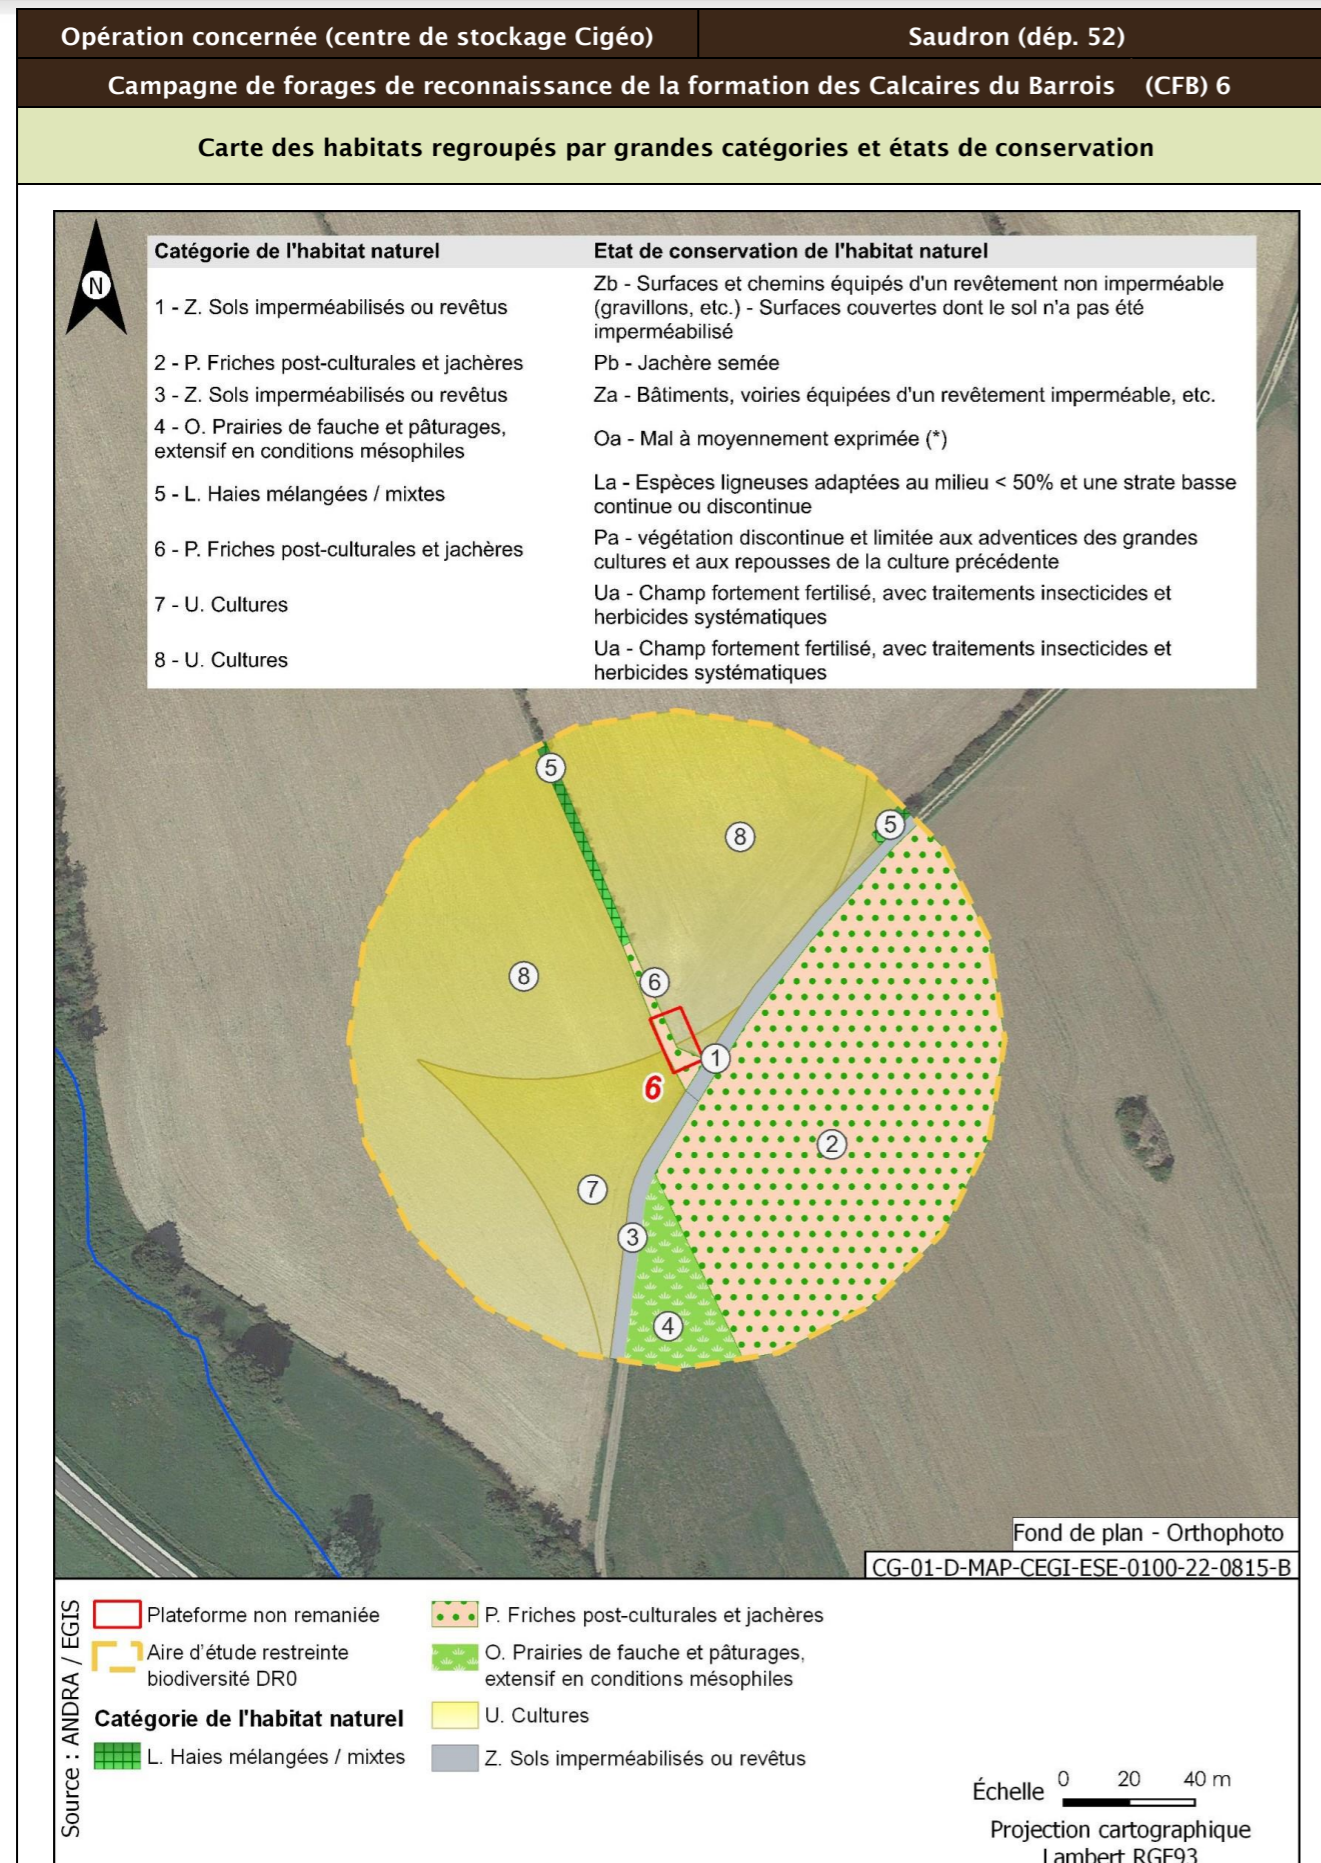 Opération concernée (centre de stockage Cigéo)
Saudron (dép. 52)
Campagne de forages de reconnaissance de la formation des Calcaires du Barrois (CFB) 6
Carte des habitats regroupés par grandes catégories et états de conservation
N
Catégorie de l'habitat naturel
Etat de conservation de l'habitat naturel
1 - Z. Sols imperméabilisés ou revêtus
Zb - Surfaces et chemins équipés d'un revêtement non imperméable
(gravillons, etc.) - Surfaces couvertes dont le sol n'a pas été
imperméabilisé
2 - P. Friches post-culturales et jachères
Pb - Jachère semée
3 - Z. Sols imperméabilisés ou revêtus
Za - Bâtiments, voiries équipées d'un revêtement imperméable, etc.
4 - O. Prairies de fauche et pâturages,
extensif en conditions mésophiles
Oa - Mal à moyennement exprimée (*)
5 - L. Haies mélangées / mixtes
La - Espèces ligneuses adaptées au milieu < 50% et une strate basse
continue ou discontinue
6 - P. Friches post-culturales et jachères
Pa - végétation discontinue et limitée aux adventices des grandes
cultures et aux repousses de la culture précédente
7 - U. Cultures
Ua - Champ fortement fertilisé, avec traitements insecticides et
herbicides systématiques
8 - U. Cultures
Ua - Champ fortement fertilisé, avec traitements insecticides et
herbicides systématiques
5
5
8
8
6
1
6
2
7
3
4
Fond de plan - Orthophoto
CG-01-D-MAP-CEGI-ESE-0100-22-0815-B
Source : ANDRA / EGIS
Plateforme non remaniée
Aire d'étude restreinte
biodiversité DR0
Catégorie de l'habitat naturel
L. Haies mélangées / mixtes
P. Friches post-culturales et jachères
O. Prairies de fauche et pâturages,
extensif en conditions mésophiles
U. Cultures
Z. Sols imperméabilisés ou revêtus
Échelle 0 20 40 m
Projection cartographique
Lambert RGF93